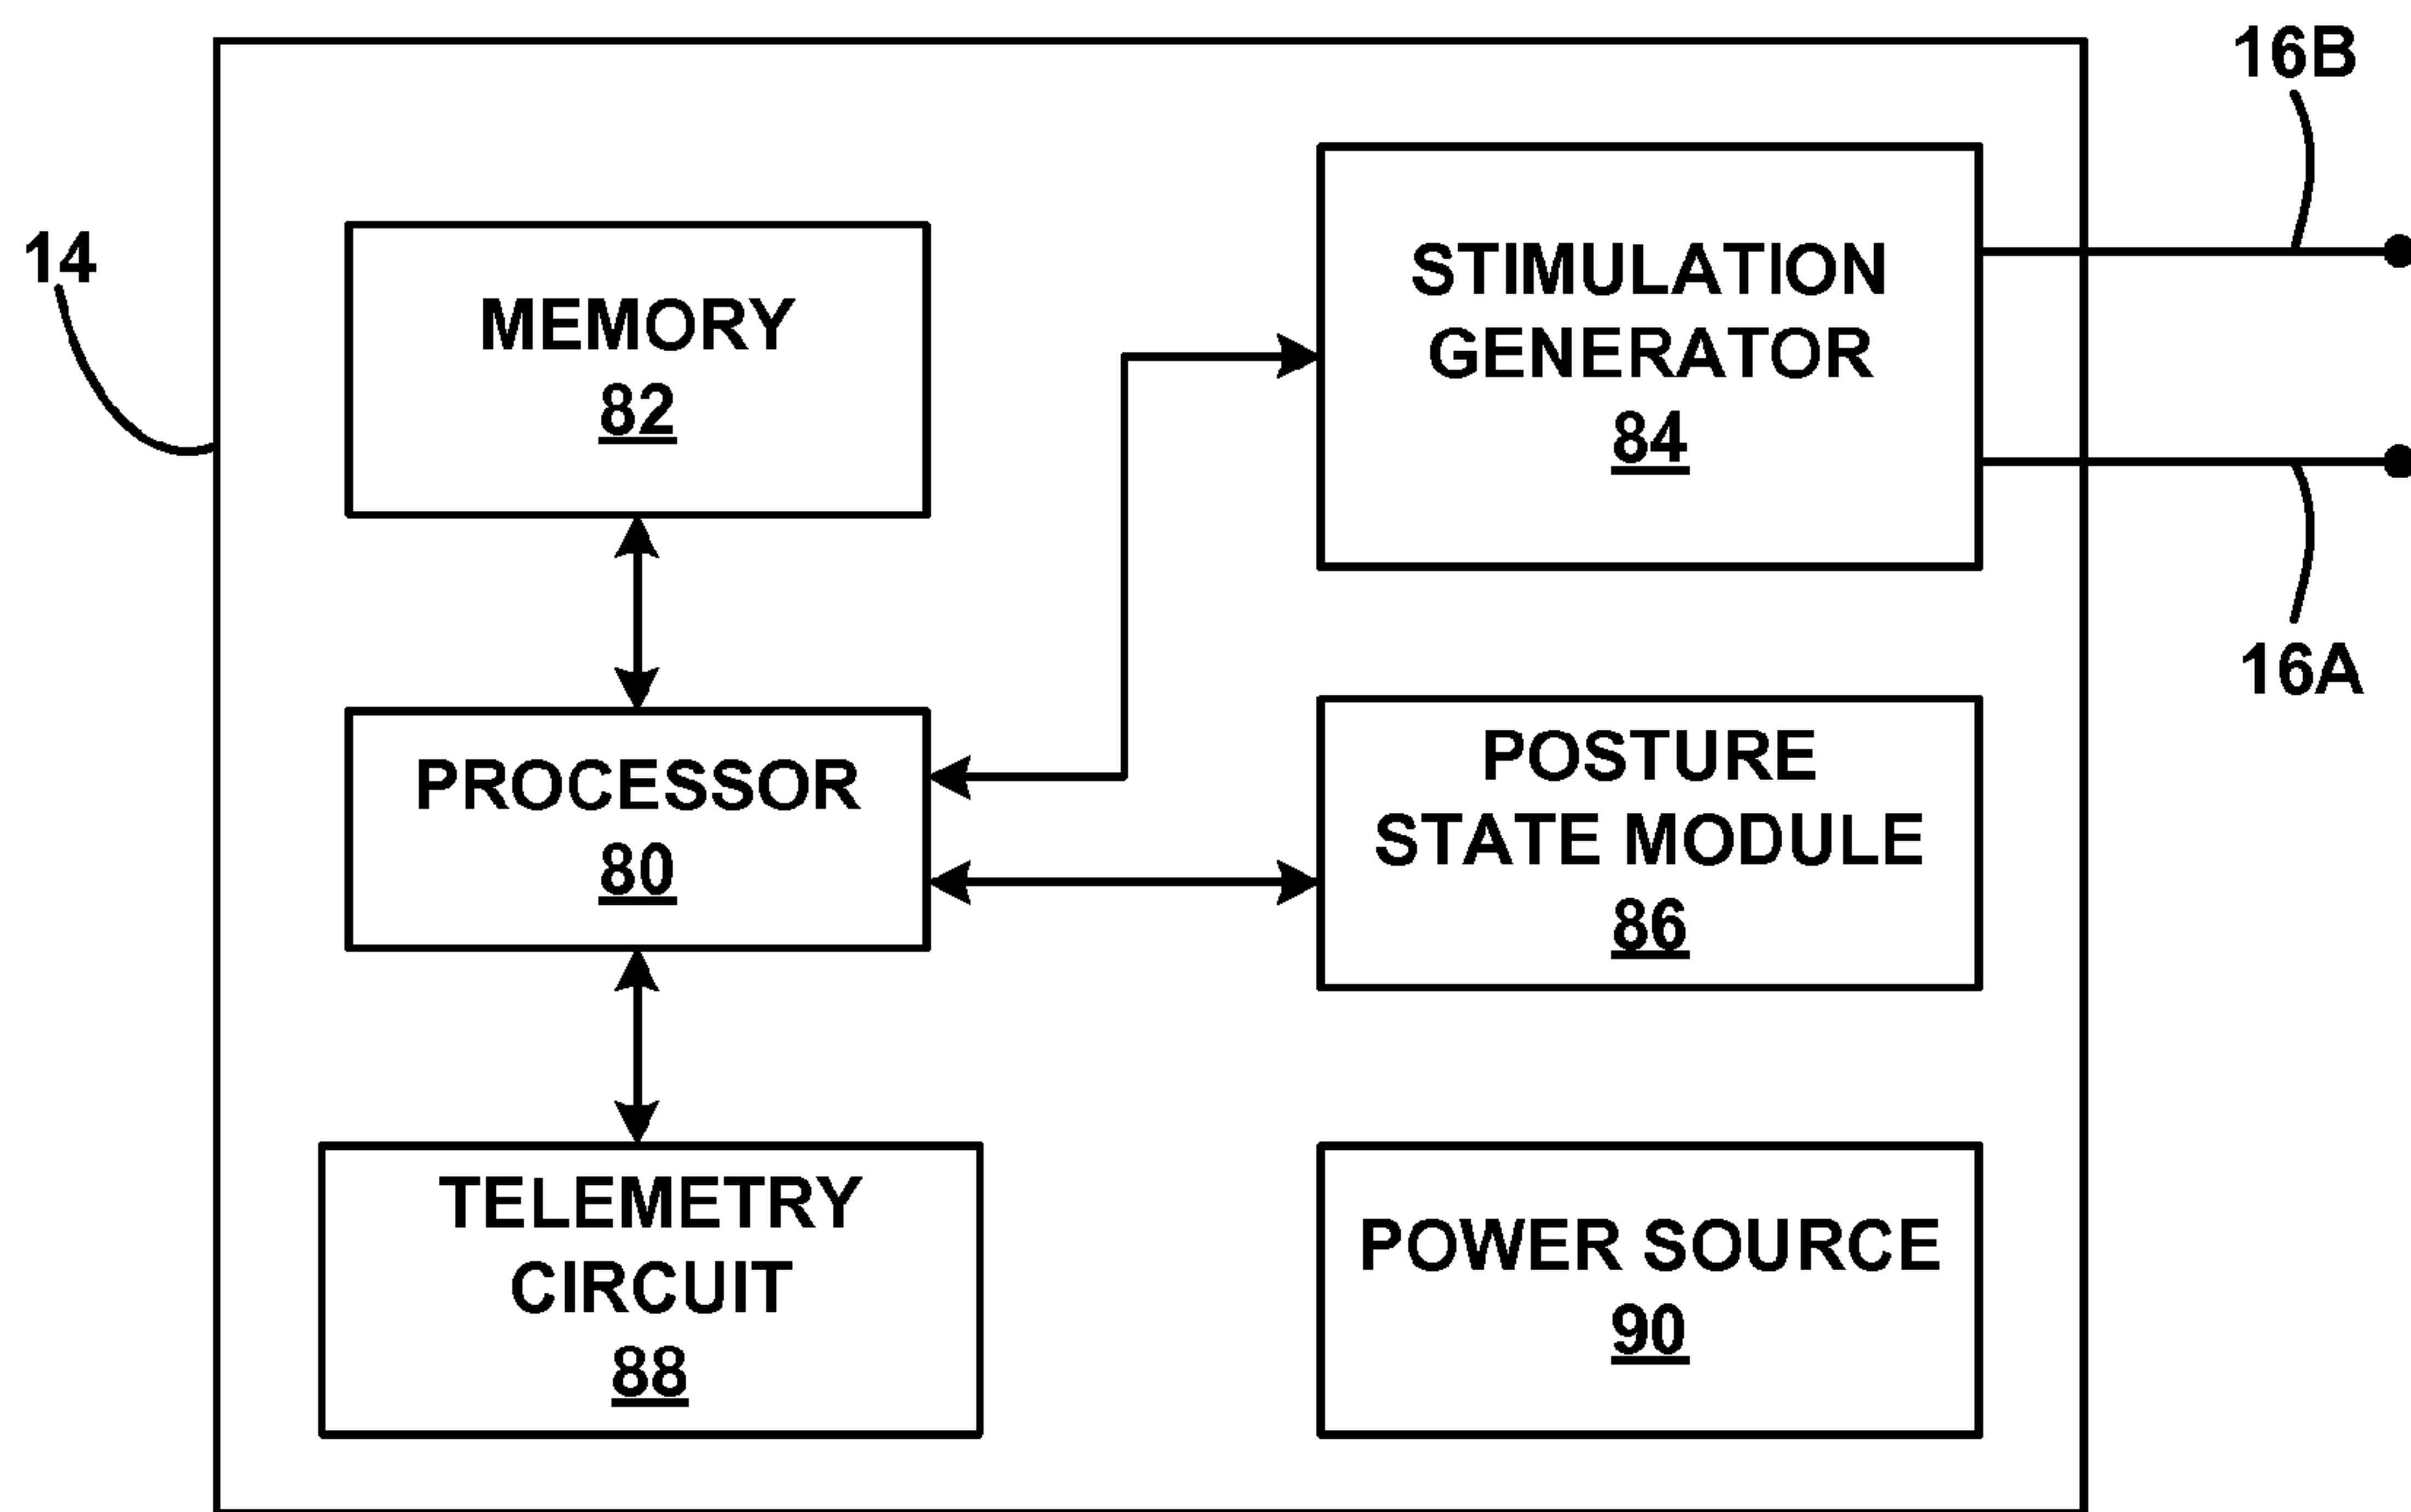 16B
14
MEMORY
82
STIMULATION
GENERATOR
84
16A
PROCESSOR
80
POSTURE
STATE MODULE
86
TELEMETRY
CIRCUIT
88
POWER SOURCE
90